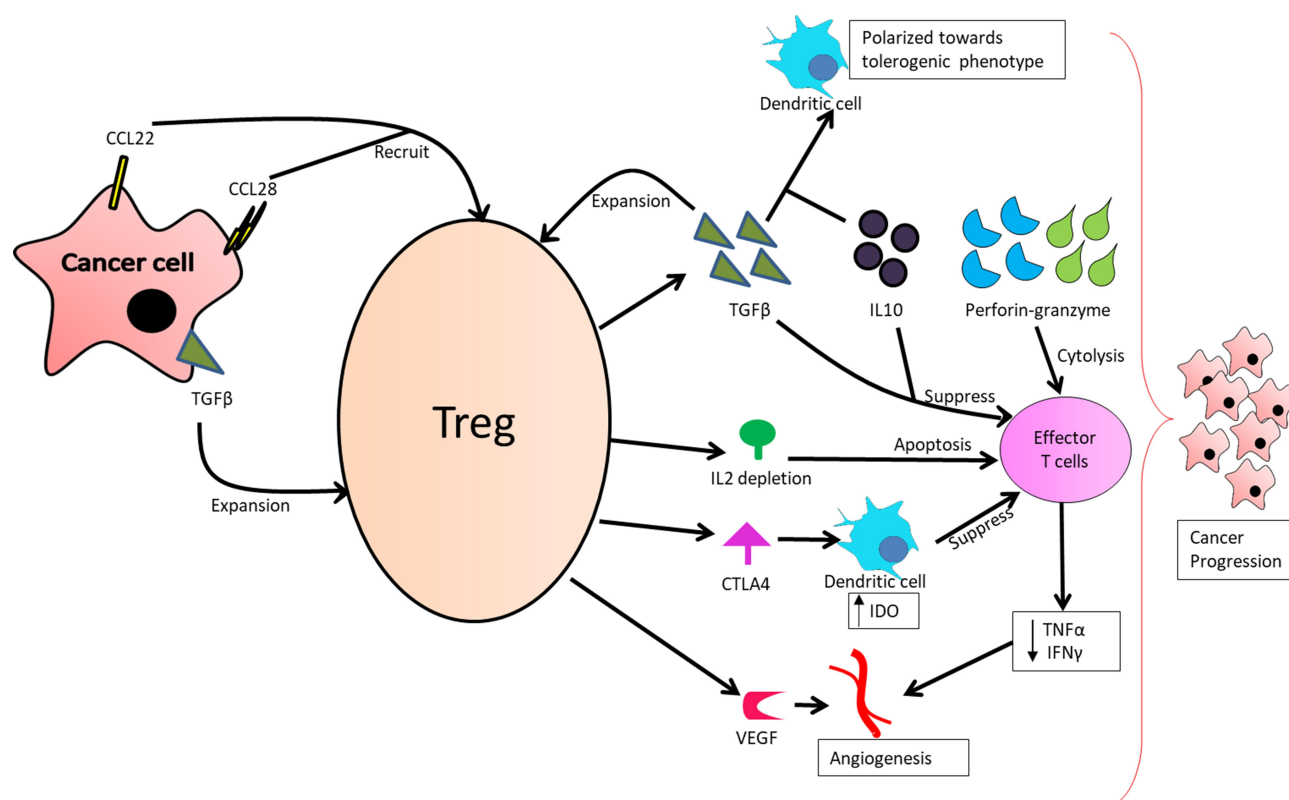 Polarized towards
tolerogenic phenotype
Dendritic cell
CCL22
Recruit
CCL28
Cancer cell
TGFβ
Expansion
Treg
Expansion
TGFβ
IL10
Perforin-granzyme
Cytolysis
Suppress
Effector
T cells
Apoptosis
IL2 depletion
CTLA4
Dendritic cell
IDO
Suppress
TNFα
IFNγ
VEGF
Angiogenesis
Cancer
Progression